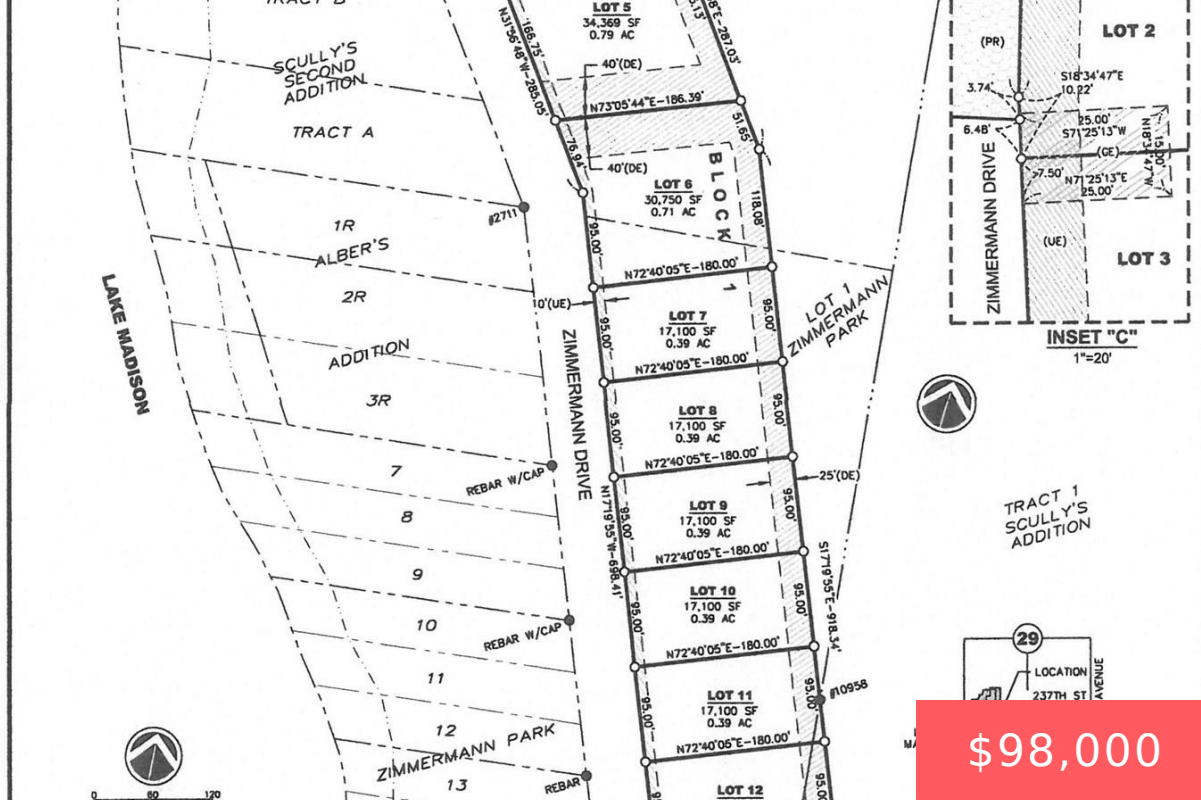 TRACT B
SCULLY'S
SECOND
ADDITION
TRACT A
1R
ALBER'S
2R
ADDITION
3R
7
8
9
10
11
12
ZIMMERMANN PARK
13
LAKE MADISON
#2711
REBAR W/CAP
REBAR W/CAP
REBAR
0 60 120
ZIMMERMANN DRIVE
N31°56'48"W-285.05'
166.75'
76.94'
95.00'
95.00'
95.00'
95.00'
95.00'
95.00'
N17°19'55"W-698.41'
10'(UE)
LOT 5
34,369 SF
0.79 AC
40'(DE)
N73°05'44"E-186.39'
40'(DE)
LOT 6
30,750 SF
0.71 AC
BLOCK 1
N72°40'05"E-180.00'
LOT 7
17,100 SF
0.39 AC
N72°40'05"E-180.00'
LOT 8
17,100 SF
0.39 AC
N72°40'05"E-180.00'
LOT 9
17,100 SF
0.39 AC
N72°40'05"E-180.00'
LOT 10
17,100 SF
0.39 AC
N72°40'05"E-180.00'
LOT 11
17,100 SF
0.39 AC
N72°40'05"E-180.00'
LOT 12
E-287.03'
51.65'
118.08'
95.00'
95.00'
95.00'
95.00'
95.00'
95.00'
25'(DE)
S17°19'55"E-918.34'
#10958
LOT 1
ZIMMERMANN
PARK
(PR)
LOT 2
S18°34'47"E
10.22'
3.74'
6.48'
25.00'
S71°25'13"W
(GE)
7.50'
N71°25'13"E
25.00'
N18°34'47"W
15.00'
ZIMMERMANN DRIVE
(UE)
LOT 3
INSET "C"
1"=20'
TRACT 1
SCULLY'S
ADDITION
29
LOCATION
237TH ST
AVENUE
$98,000